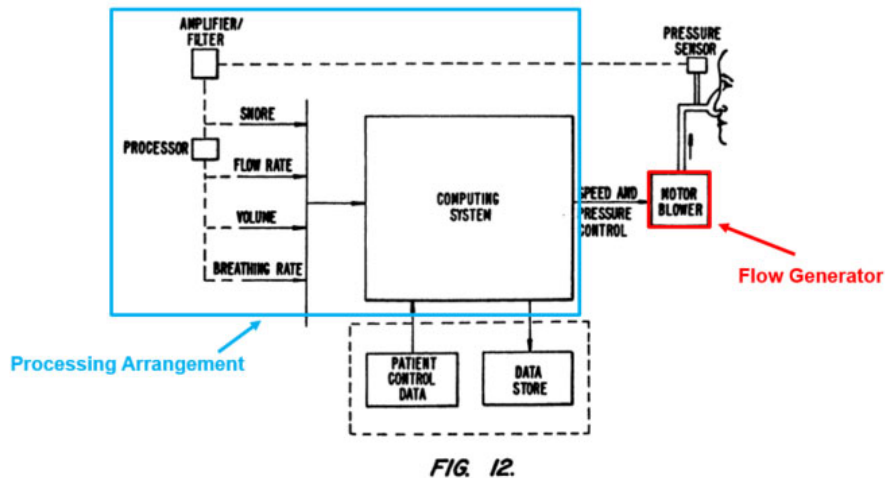 AMPLIFIER/
FILTER
PRESSURE
SENSOR
SNORE
PROCESSOR
FLOW RATE
COMPUTING
SYSTEM
SPEED AND
PRESSURE
CONTROL
MOTOR
BLOWER
VOLUME
BREATHING RATE
Flow Generator
Processing Arrangement
PATIENT
CONTROL
DATA
DATA
STORE
FIG. 12.